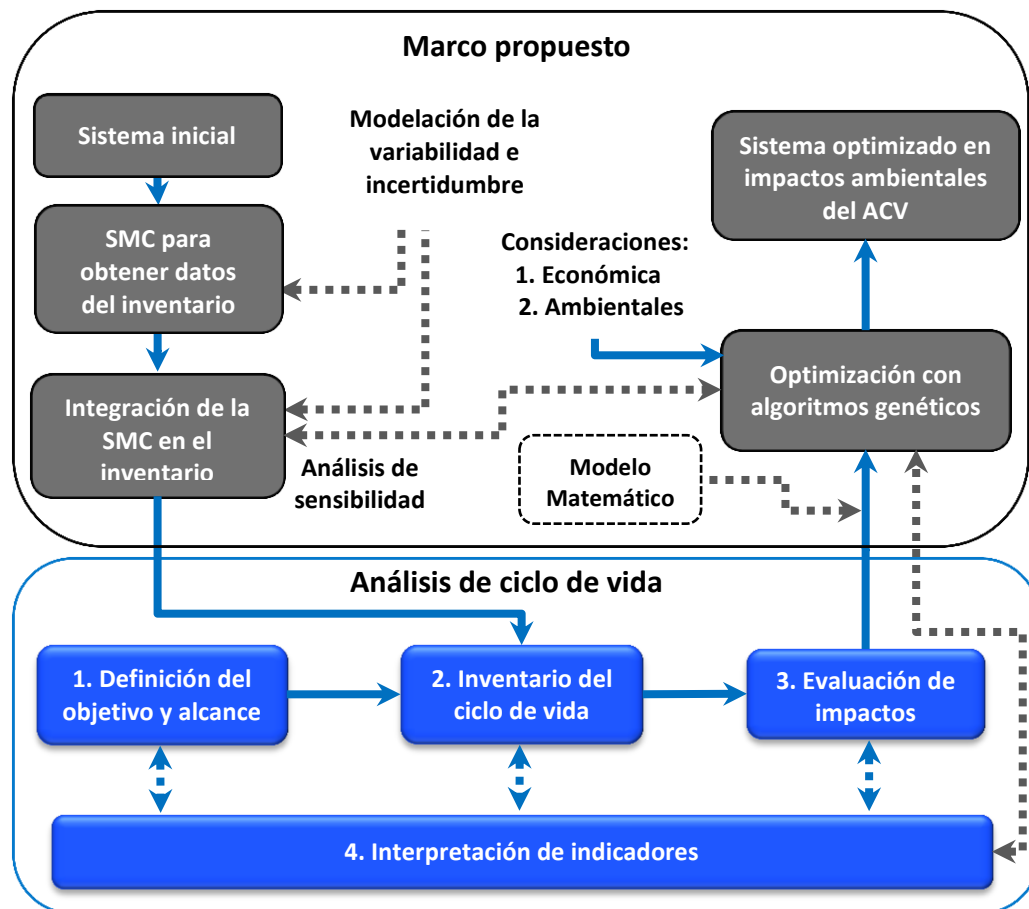 Marco propuesto
Sistema inicial
SMC para
obtener datos
del inventario
Integración de la
SMC en el
inventario
Modelación de la
variabilidad e
incertidumbre
Análisis de
sensibilidad
Consideraciones:
1. Económica
2. Ambientales
Sistema optimizado en
impactos ambientales
del ACV
Optimización con
algoritmos genéticos
Modelo
Matemático
Análisis de ciclo de vida
1. Definición del
objetivo y alcance
2. Inventario del
ciclo de vida
3. Evaluación de
impactos
4. Interpretación de indicadores